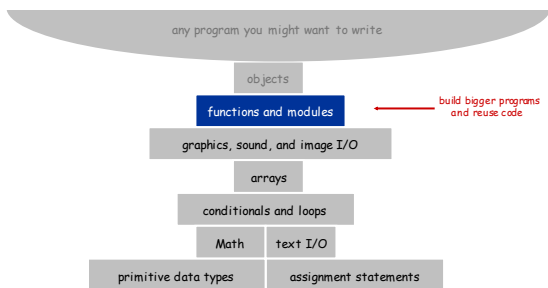 any program you might want to write
objects
functions and modules
build bigger programs
and reuse code
graphics, sound, and image I/O
arrays
conditionals and loops
Math
text I/O
primitive data types
assignment statements